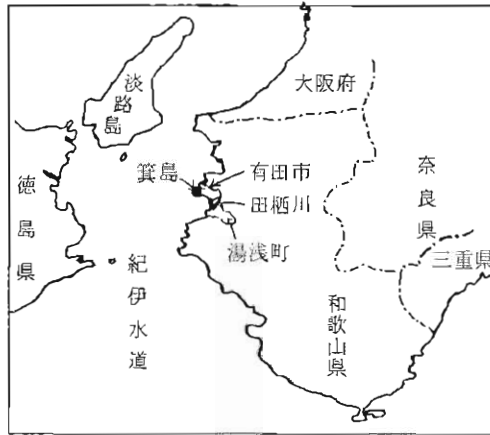 淡路島
大阪府
徳島県
箕島
有田市
田栖川
湯浅町
奈良県
三重県
紀伊水道
和歌山県